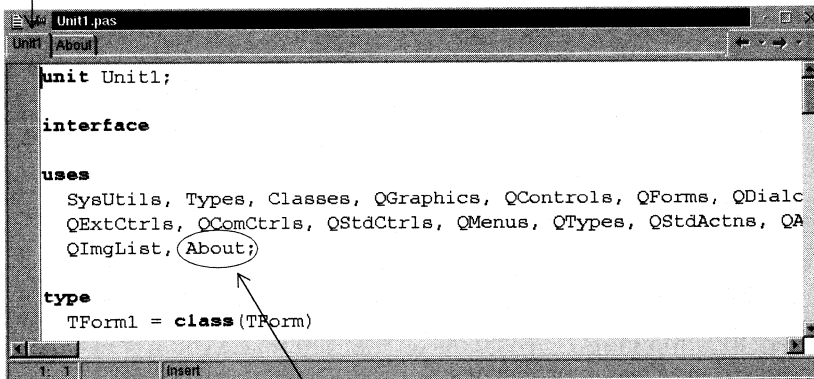 Unit1.pas
Unit1 About
unit Unit1;
interface
uses
SysUtils, Types, Classes, QGraphics, QControls, QForms, QDialc
QExtCtrls, QComCtrls, QStdCtrls, QMenus, QTypes, QStdActns, QA
QImgList, About;
type
TForm1 = class(TForm)
1: 1 Insert